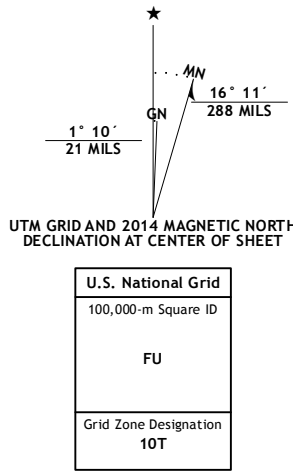 ★
MN
GN
16° 11´
288 MILS
1° 10´
21 MILS
UTM GRID AND 2014 MAGNETIC NORTH
DECLINATION AT CENTER OF SHEET
U.S. National Grid
100,000-m Square ID
FU
Grid Zone Designation
10T